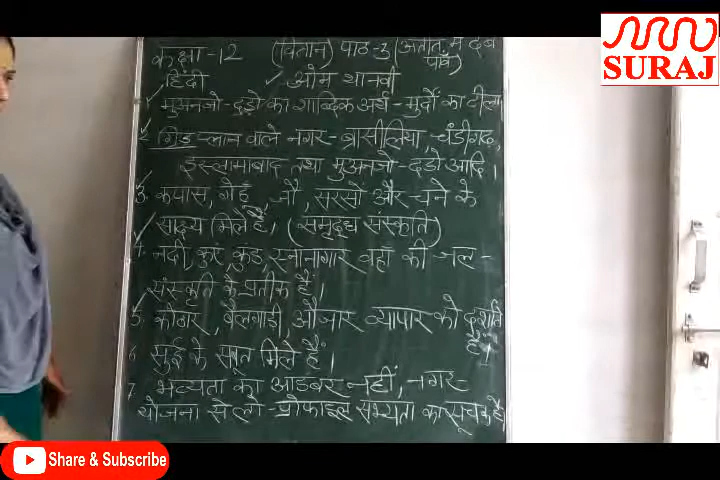 कक्षा-12 (वितान) पाठ-3 (अतीत में दबे पाँव)
हिंदी ओम थानवी
मुअनजो-दड़ो का शाब्दिक अर्थ - मुर्दों का टीला
2. ग्रिड-प्लान वाले नगर - ब्रासीलिया, चंडीगढ़,
इस्लामाबाद तथा मुअनजो-दड़ो आदि।
3. कपास, गेहूँ, जौ, सरसों और चने के
साक्ष्य मिले हैं। (समृद्ध संस्कृति)
4. नदी, कुएं, कुंड, स्नानागार वहाँ की जल-
संस्कृति के प्रतीक हैं।
5. कोठार, बैलगाड़ी, औजार व्यापार को दर्शाते हैं।
6. सुई के सबूत मिले हैं।
7. भव्यता का आडंबर नहीं, नगर-
योजना से लो-प्रोफाइल सभ्यता का सूचक है।
SURAJ
Share & Subscribe